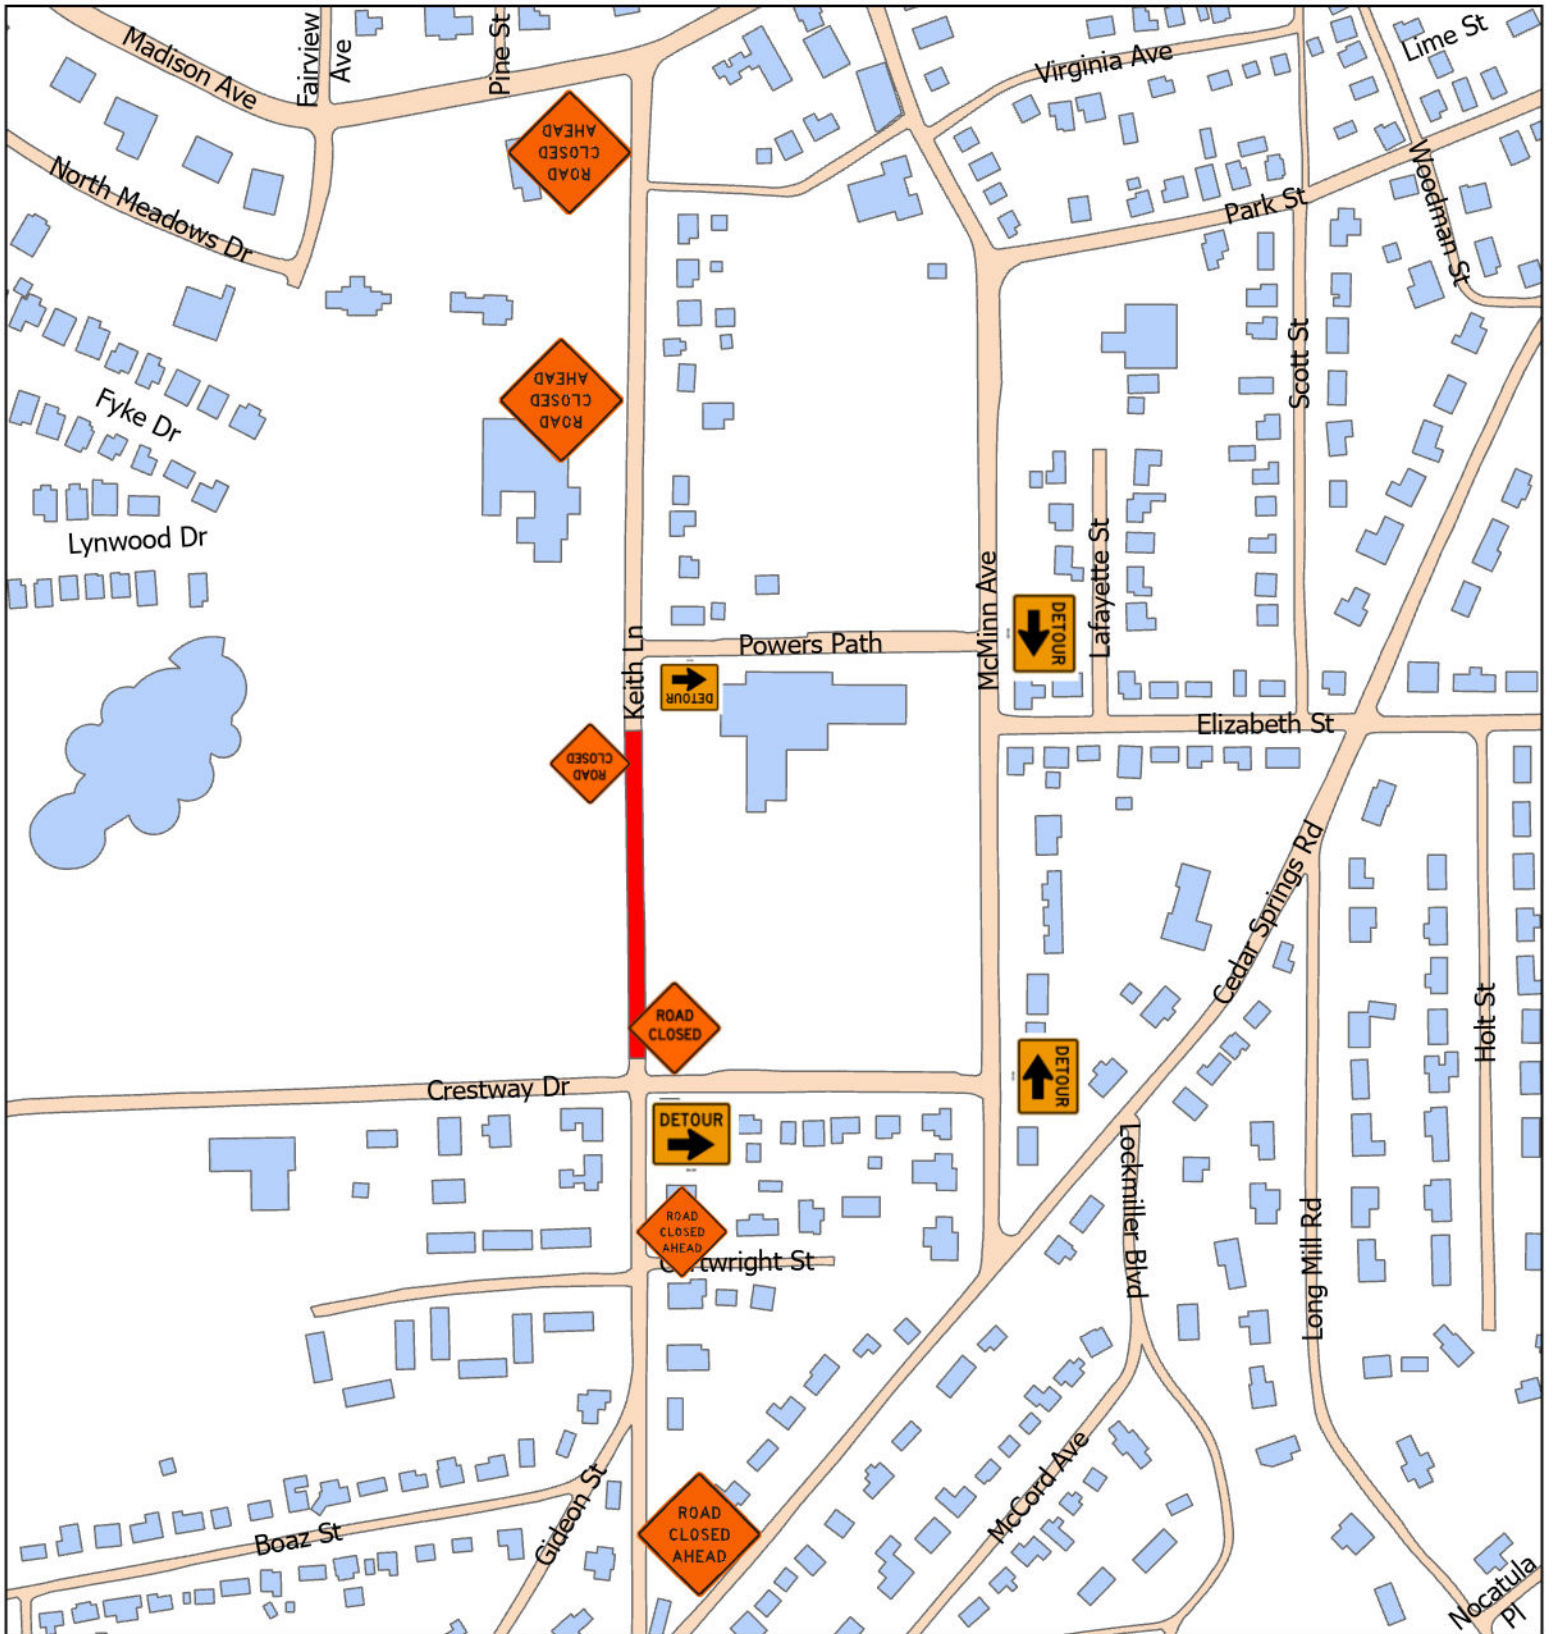 Madison Ave
Fairview
Ave
Pine St
Virginia Ave
Lime St
North Meadows Dr
ROAD
CLOSED
AHEAD
Park St
Woodman St
Scott St
Fyke Dr
ROAD
CLOSED
AHEAD
Lynwood Dr
Lafayette St
McMinn Ave
DETOUR
Powers Path
Keith Ln
DETOUR
Elizabeth St
ROAD
CLOSED
Cedar Springs Rd
ROAD
CLOSED
Holt St
DETOUR
Crestway Dr
DETOUR
Lockmiller Blvd
ROAD
CLOSED
AHEAD
twright St
Long Mill Rd
McCord Ave
Gideon St
Boaz St
ROAD
CLOSED
AHEAD
Nocatula
Pl